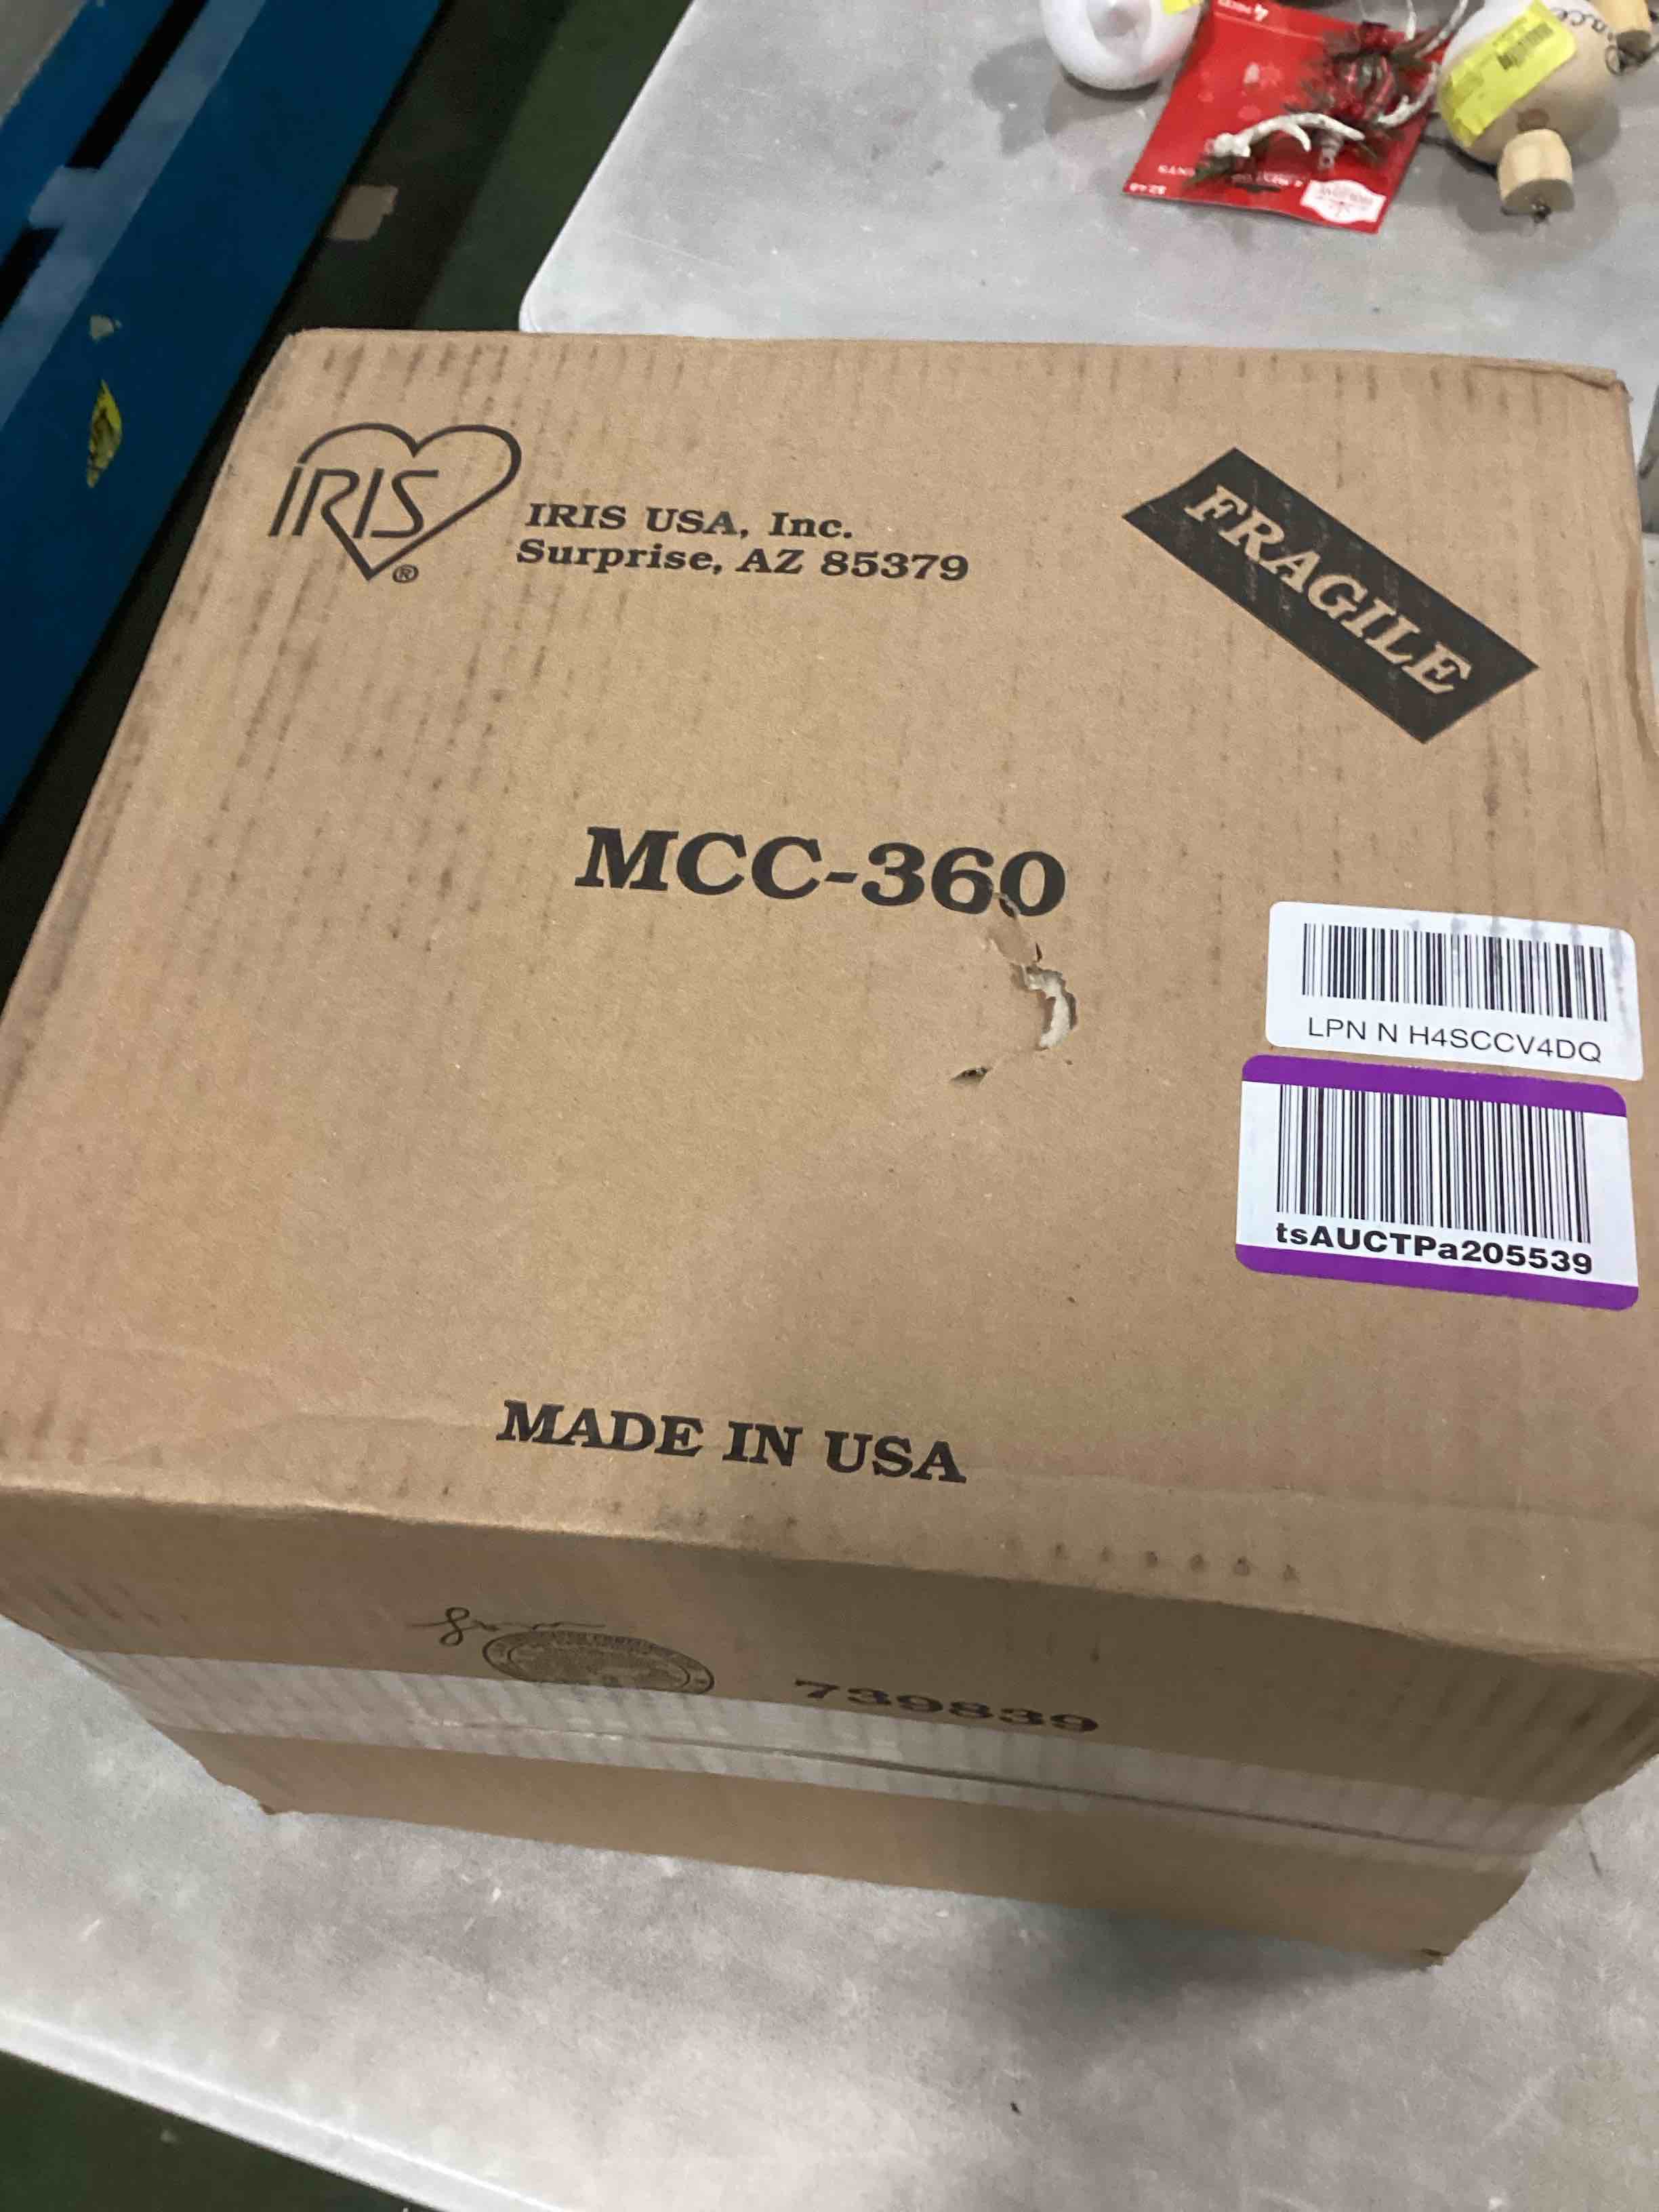 IRIS
®
IRIS USA, Inc.
Surprise, AZ 85379
FRAGILE
MCC-360
LPN N H4SCCV4DQ
tsAUCTPa205539
MADE IN USA
739839